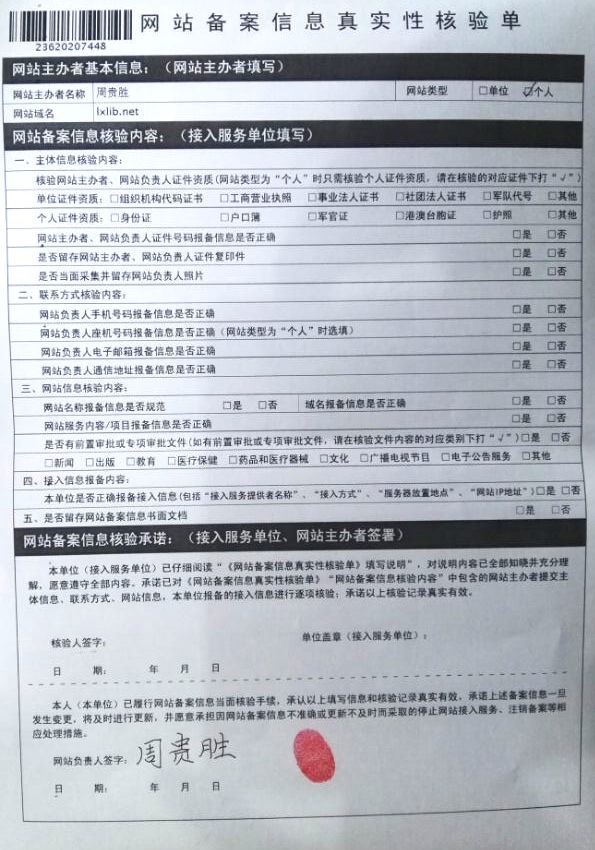 网站备案信息真实性核验单
23620207448
网站主办者基本信息：（网站主办者填写）
网站主办者名称 周贵胜 网站类型 □单位 ☑个人
网站域名 lxlib.net
网站备案信息核验内容：（接入服务单位填写）
一．主体信息核验内容：
核验网站主办者、网站负责人证件资质(网站类型为“个人”时只需核验个人证件资质，请在核验的对应证件下打“√”)
单位证件资质：□组织机构代码证书 □工商营业执照 □事业法人证书 □社团法人证书 □军队代号 □其他
个人证件资质：□身份证 □户口簿 □军官证 □港澳台胞证 □护照 □其他
网站主办者、网站负责人证件号码报备信息是否正确 □是 □否
是否留存网站主办者、网站负责人证件复印件 □是 □否
是否当面采集并留存网站负责人照片 □是 □否
二、联系方式核验内容：
网站负责人手机号码报备信息是否正确 □是 □否
网站负责人座机号码报备信息是否正确（网站类型为“个人”时选填） □是 □否
网站负责人电子邮箱报备信息是否正确 □是 □否
网站负责人通信地址报备信息是否正确 □是 □否
三、网站信息核验内容：
网站名称报备信息是否规范 □是 □否 域名报备信息是否正确 □是 □否
网站服务内容/项目报备信息是否正确 □是 □否
是否有前置审批或专项审批文件(如有前置审批或专项审批文件，请在核验文件内容的对应类别下打“√”)□是 □否
□新闻 □出版 □教育 □医疗保健 □药品和医疗器械 □文化 □广播电视节目 □电子公告服务 □其他
四、接入信息报备内容：
本单位是否正确报备接入信息(包括“接入服务提供者名称”、“接入方式”、“服务器放置地点”、“网站IP地址”)□是 □否
五、是否留存网站备案信息书面文档 □是 □否
网站备案信息核验承诺：（接入服务单位、网站主办者签署）
本单位（接入服务单位）已仔细阅读“《网站备案信息真实性核验单》填写说明”，对说明内容已全部知晓并充分理
解，愿意遵守全部内容。承诺已对《网站备案信息真实性核验单》“网站备案信息核验内容”中包含的网站主办者提交主
体信息、联系方式、网站信息，本单位报备的接入信息进行逐项核验；承诺以上核验记录真实有效。
核验人签字： 单位盖章（接入服务单位）：
日 期： 年 月 日
本人（本单位）已履行网站备案信息当面核验手续，承认以上填写信息和核验记录真实有效，承诺上述备案信息一旦
发生变更，将及时进行更新，并愿意承担因网站备案信息不准确或更新不及时而采取的停止网站接入服务、注销备案等相
应处理措施。
网站负责人签字：周贵胜
日 期： 年 月 日